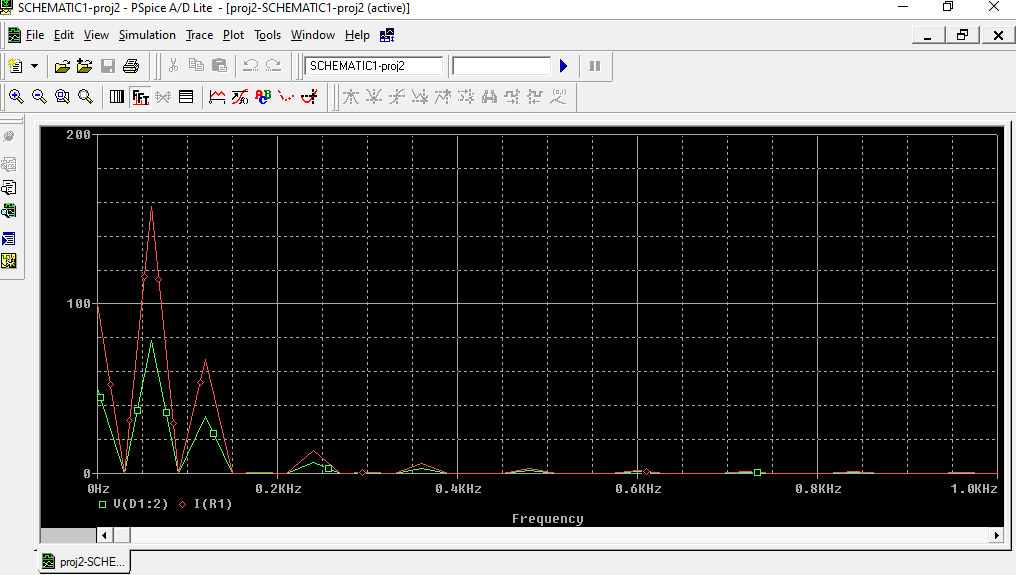 SCHEMATIC1-proj2 - PSpice A/D Lite - [proj2-SCHEMATIC1-proj2 (active)]
File Edit View Simulation Trace Plot Tools Window Help
SCHEMATIC1-proj2
FFT
200
100
0
0Hz 0.2KHz 0.4KHz 0.6KHz 0.8KHz 1.0KHz
V(D1:2) I(R1)
Frequency
proj2-SCHE...